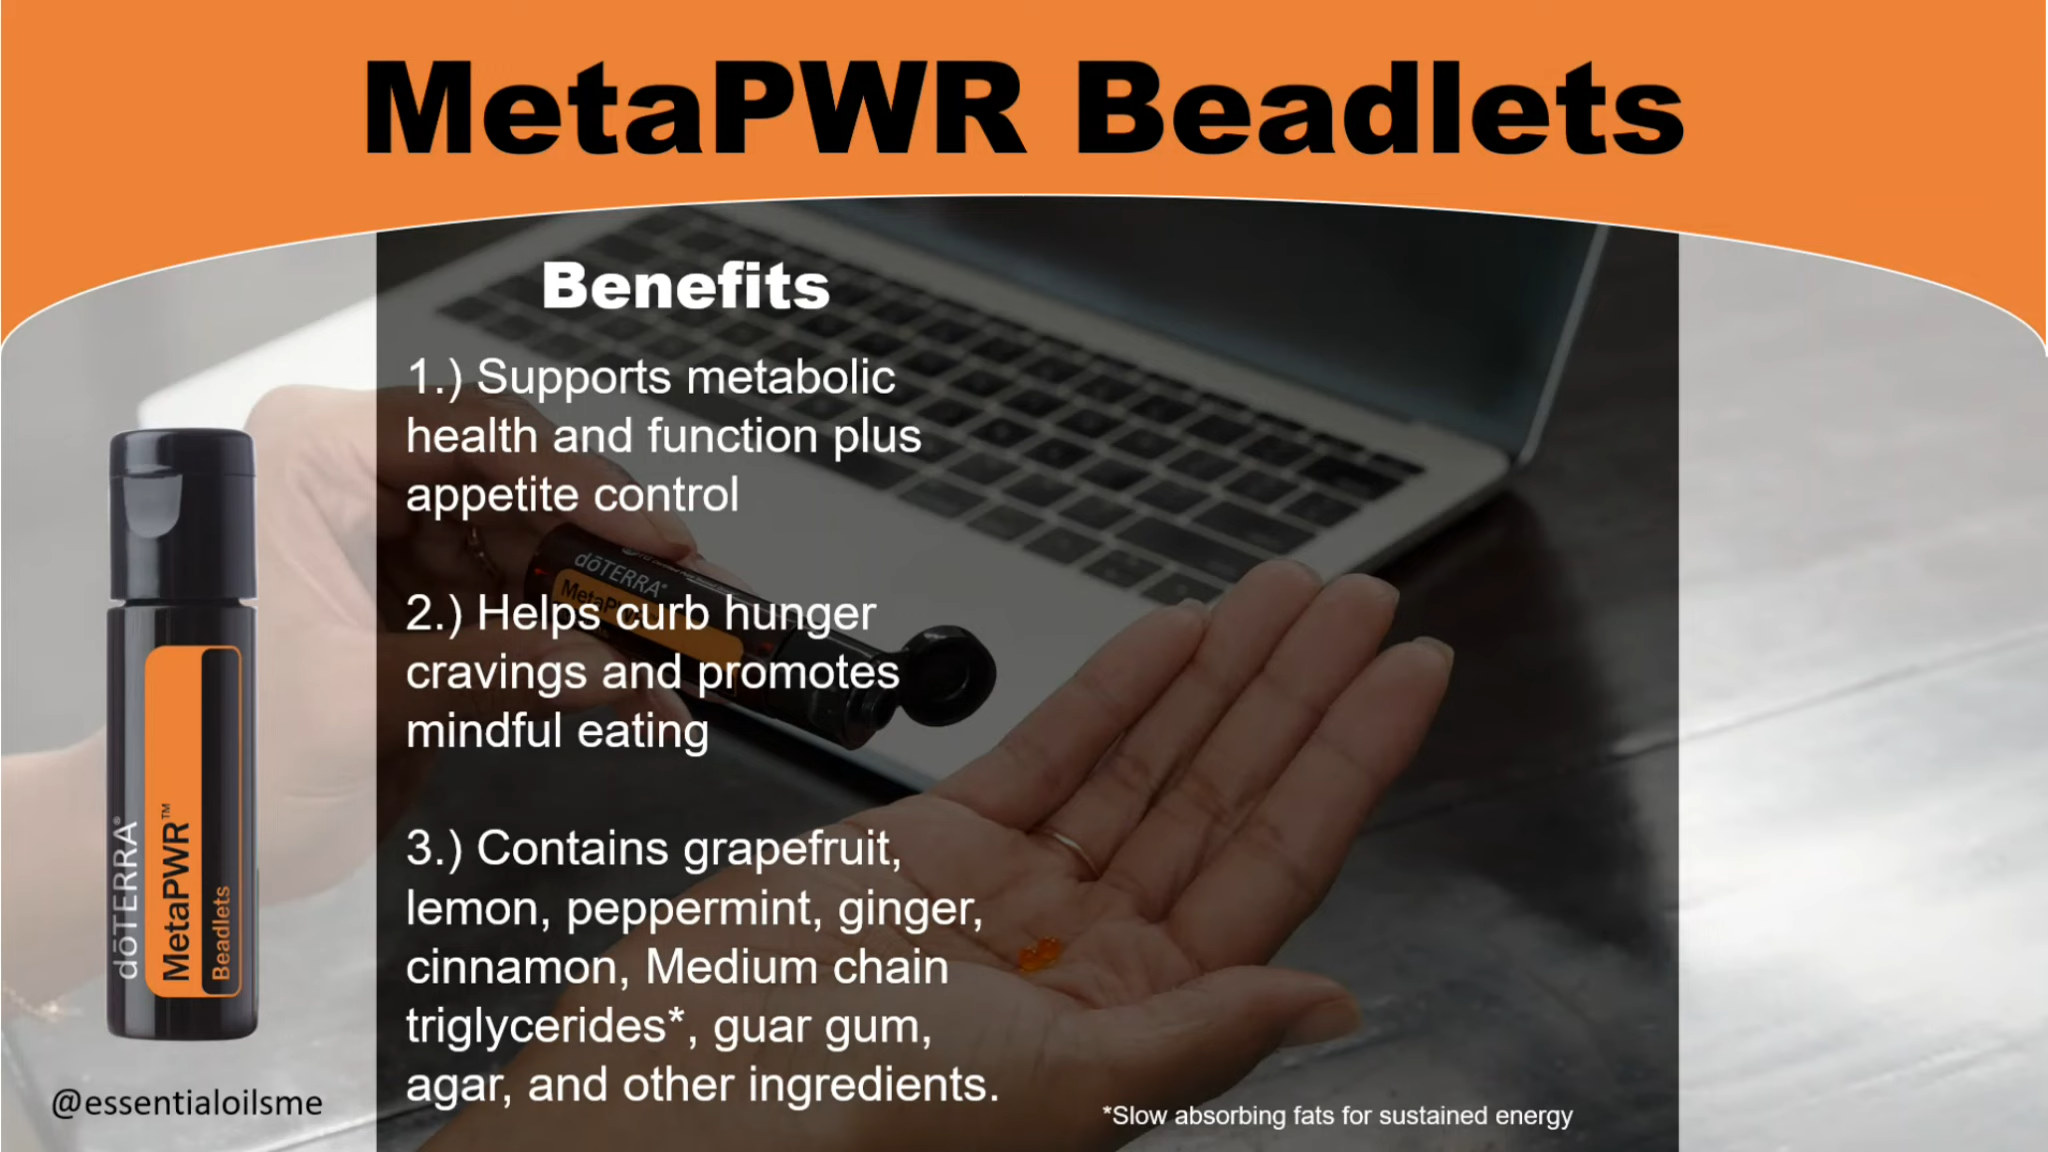 MetaPWR Beadlets
Benefits
1.) Supports metabolic
health and function plus
appetite control
2.) Helps curb hunger
cravings and promotes
mindful eating
3.) Contains grapefruit,
lemon, peppermint, ginger,
cinnamon, Medium chain
triglycerides*, guar gum,
agar, and other ingredients.
*Slow absorbing fats for sustained energy
dōTERRA®
MetaPWR™
Beadlets
@essentialoilsme
dōTERRA®
MetaPWR